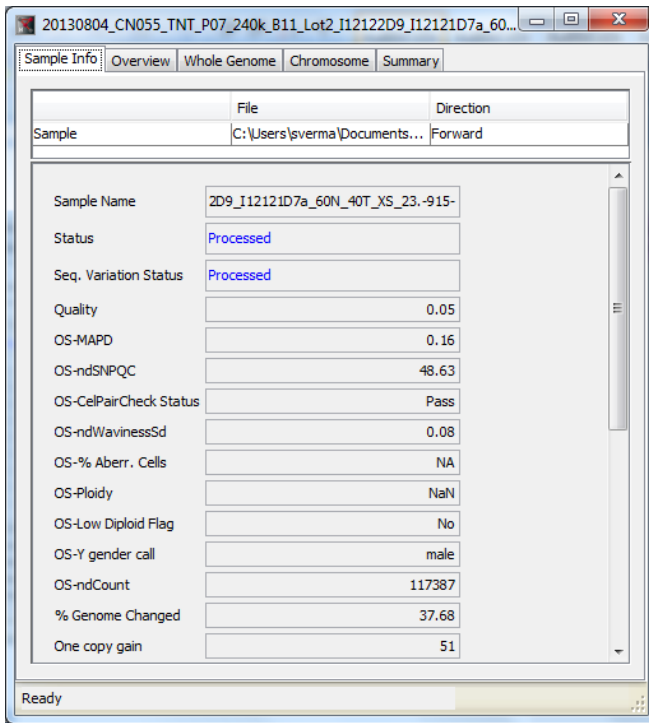 20130804_CN055_TNT_P07_240k_B11_Lot2_I12122D9_I12121D7a_60...
Sample Info Overview Whole Genome Chromosome Summary
File Direction
Sample C:\Users\sverma\Documents... Forward
Sample Name 2D9_I12121D7a_60N_40T_XS_23.-915-
Status Processed
Seq. Variation Status Processed
Quality 0.05
OS-MAPD 0.16
OS-ndSNPQC 48.63
OS-CelPairCheck Status Pass
OS-ndWavinessSd 0.08
OS-% Aberr. Cells NA
OS-Ploidy NaN
OS-Low Diploid Flag No
OS-Y gender call male
OS-ndCount 117387
% Genome Changed 37.68
One copy gain 51
Ready